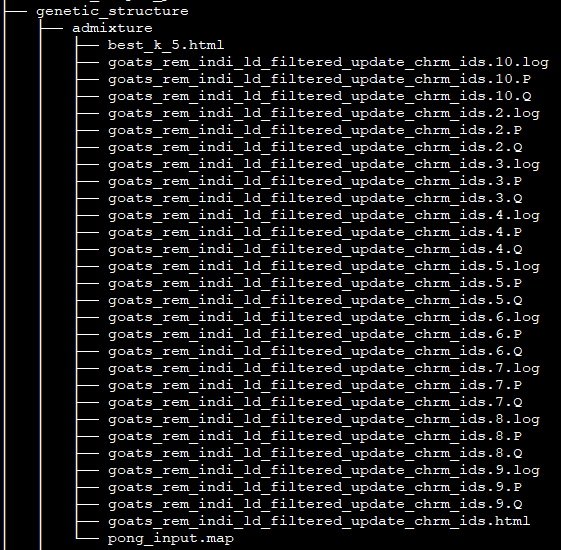 genetic_structure
admixture
best_k_5.html
goats_rem_indi_ld_filtered_update_chrm_ids.10.log
goats_rem_indi_ld_filtered_update_chrm_ids.10.P
goats_rem_indi_ld_filtered_update_chrm_ids.10.Q
goats_rem_indi_ld_filtered_update_chrm_ids.2.log
goats_rem_indi_ld_filtered_update_chrm_ids.2.P
goats_rem_indi_ld_filtered_update_chrm_ids.2.Q
goats_rem_indi_ld_filtered_update_chrm_ids.3.log
goats_rem_indi_ld_filtered_update_chrm_ids.3.P
goats_rem_indi_ld_filtered_update_chrm_ids.3.Q
goats_rem_indi_ld_filtered_update_chrm_ids.4.log
goats_rem_indi_ld_filtered_update_chrm_ids.4.P
goats_rem_indi_ld_filtered_update_chrm_ids.4.Q
goats_rem_indi_ld_filtered_update_chrm_ids.5.log
goats_rem_indi_ld_filtered_update_chrm_ids.5.P
goats_rem_indi_ld_filtered_update_chrm_ids.5.Q
goats_rem_indi_ld_filtered_update_chrm_ids.6.log
goats_rem_indi_ld_filtered_update_chrm_ids.6.P
goats_rem_indi_ld_filtered_update_chrm_ids.6.Q
goats_rem_indi_ld_filtered_update_chrm_ids.7.log
goats_rem_indi_ld_filtered_update_chrm_ids.7.P
goats_rem_indi_ld_filtered_update_chrm_ids.7.Q
goats_rem_indi_ld_filtered_update_chrm_ids.8.log
goats_rem_indi_ld_filtered_update_chrm_ids.8.P
goats_rem_indi_ld_filtered_update_chrm_ids.8.Q
goats_rem_indi_ld_filtered_update_chrm_ids.9.log
goats_rem_indi_ld_filtered_update_chrm_ids.9.P
goats_rem_indi_ld_filtered_update_chrm_ids.9.Q
goats_rem_indi_ld_filtered_update_chrm_ids.html
pong_input.map